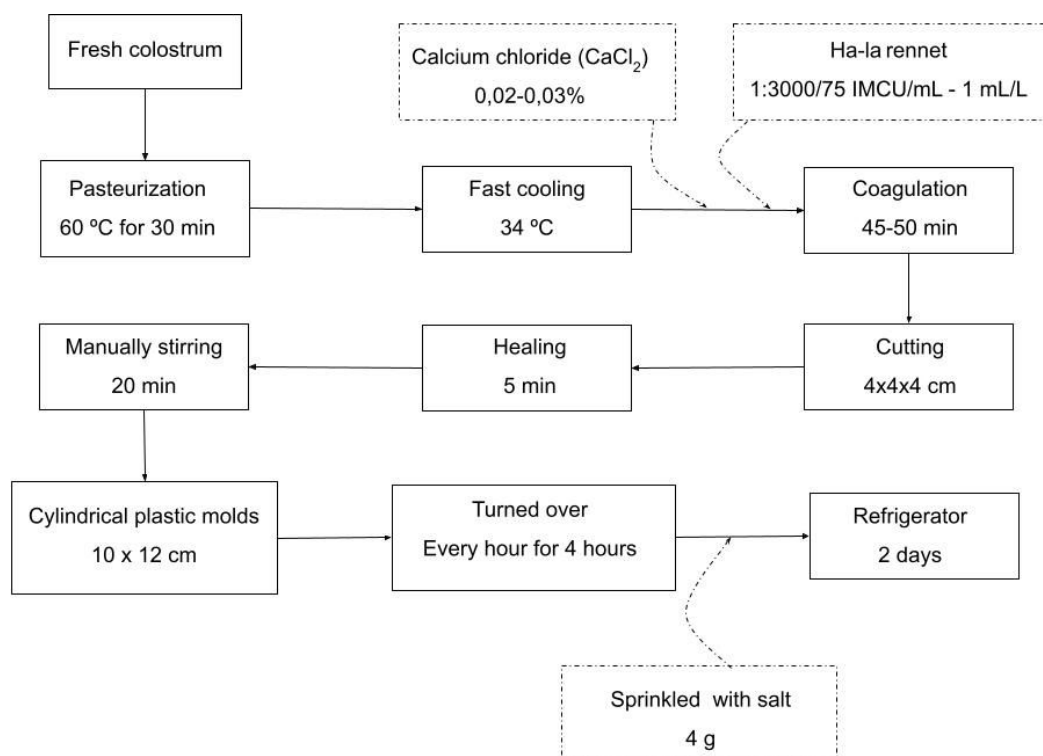 Fresh colostrum
Calcium chloride (CaCl₂)
0,02-0,03%
Ha-la rennet
1:3000/75 IMCU/mL - 1 mL/L
Pasteurization
60 ºC for 30 min
Fast cooling
34 ºC
Coagulation
45-50 min
Manually stirring
20 min
Healing
5 min
Cutting
4x4x4 cm
Cylindrical plastic molds
10 x 12 cm
Turned over
Every hour for 4 hours
Refrigerator
2 days
Sprinkled with salt
4 g